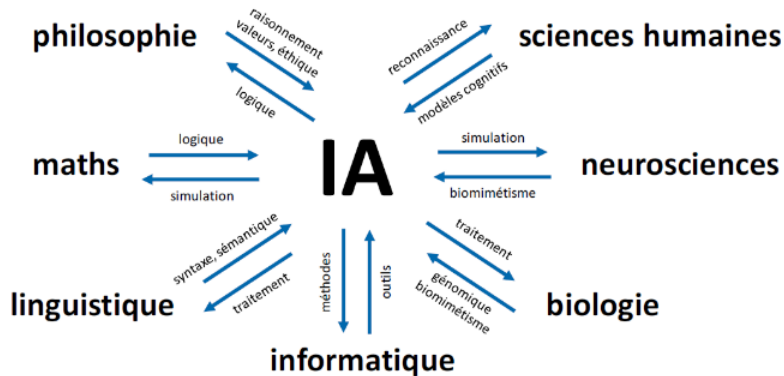 philosophie
raisonnement
valeurs, éthique
logique
reconnaissance
modèles cognitifs
sciences humaines
maths
logique
simulation
IA
simulation
biomimétisme
neurosciences
linguistique
syntaxe, sémantique
traitement
méthodes
outils
informatique
traitement
génomique
biomimétisme
biologie